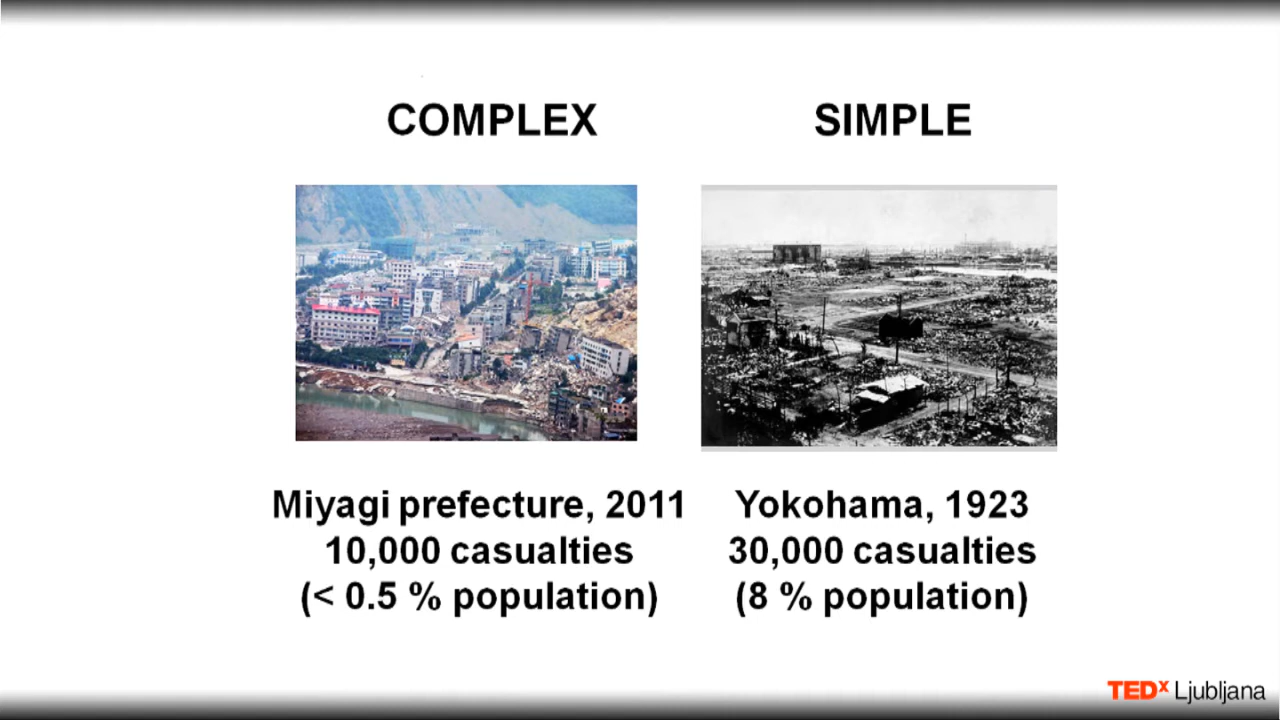 COMPLEX
SIMPLE
Miyagi prefecture, 2011
10,000 casualties
(< 0.5 % population)
Yokohama, 1923
30,000 casualties
(8 % population)
TEDx Ljubljana